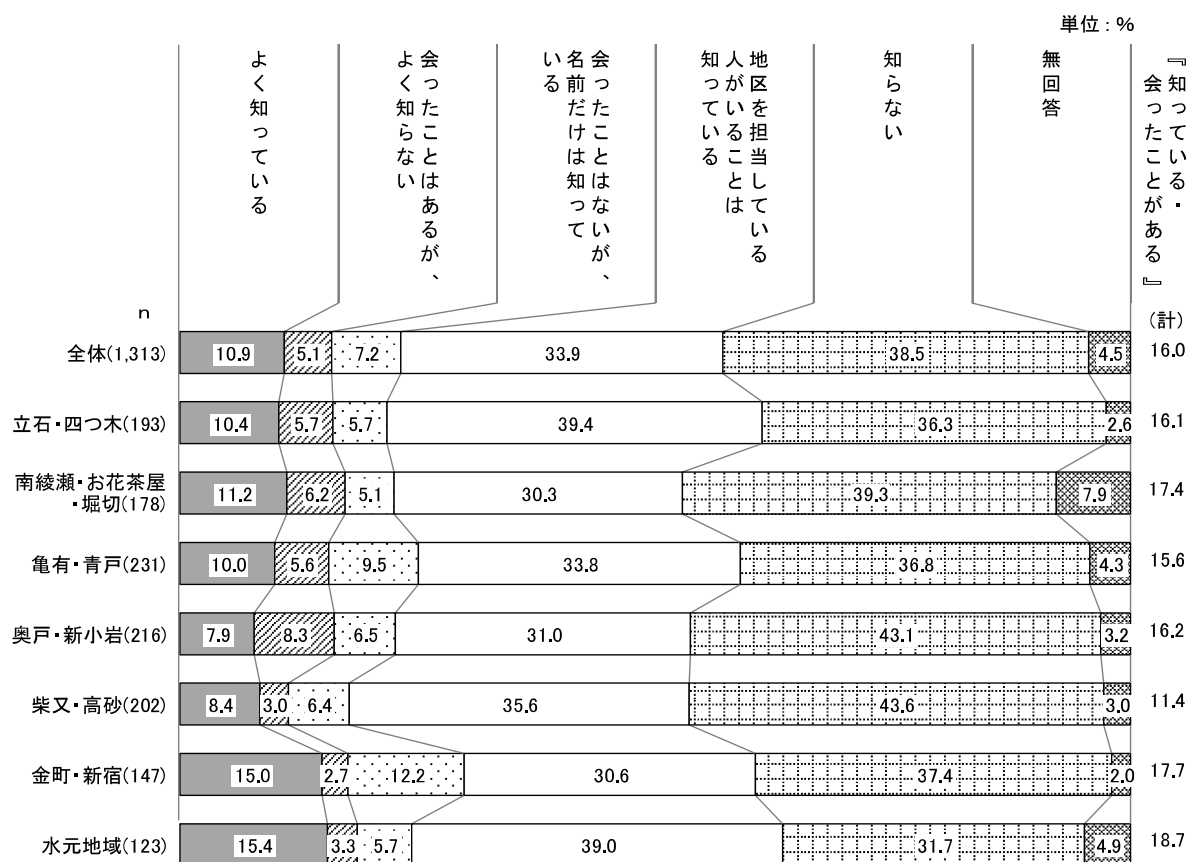 単位：%
よく知っている
会ったことはあるが、
よく知らない
会ったことはないが、
名前だけは知って
いる
地区を担当している
人がいることは
知っている
知らない
無回答
『知っている・
会ったことがある』
(計)
n
全体(1,313) 10.9 5.1 7.2 33.9 38.5 4.5 16.0
立石・四つ木(193) 10.4 5.7 5.7 39.4 36.3 2.6 16.1
南綾瀬・お花茶屋
・堀切(178) 11.2 6.2 5.1 30.3 39.3 7.9 17.4
亀有・青戸(231) 10.0 5.6 9.5 33.8 36.8 4.3 15.6
奥戸・新小岩(216) 7.9 8.3 6.5 31.0 43.1 3.2 16.2
柴又・高砂(202) 8.4 3.0 6.4 35.6 43.6 3.0 11.4
金町・新宿(147) 15.0 2.7 12.2 30.6 37.4 2.0 17.7
水元地域(123) 15.4 3.3 5.7 39.0 31.7 4.9 18.7